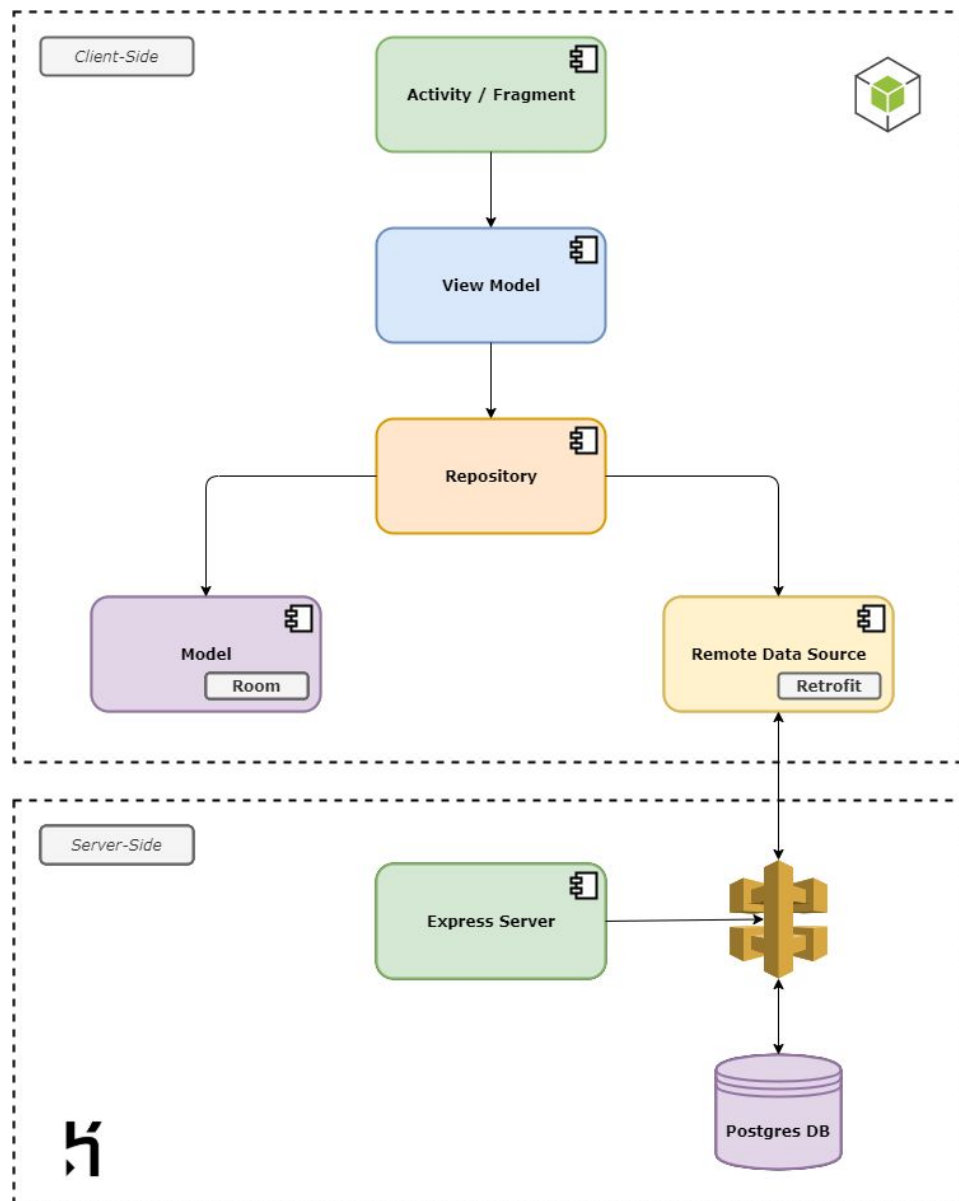 Client-Side
Activity / Fragment
View Model
Repository
Model
Room
Remote Data Source
Retrofit
Server-Side
Express Server
Postgres DB